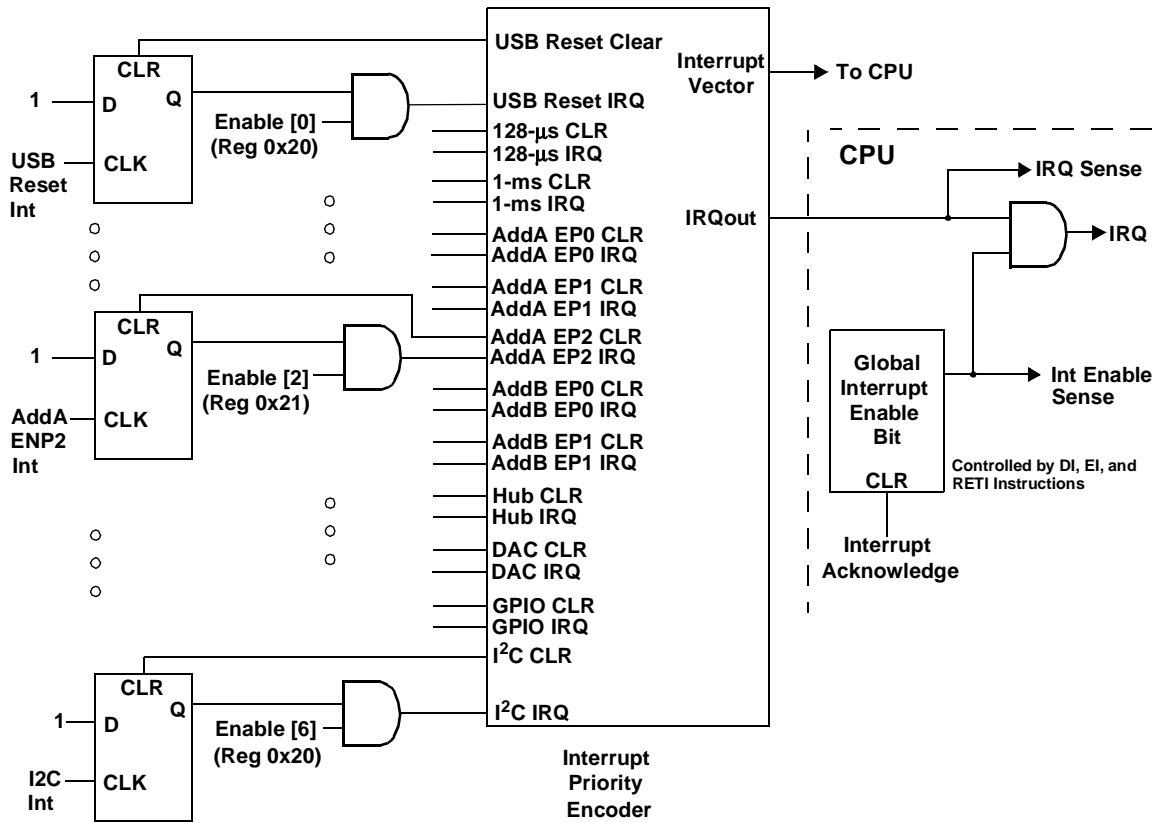 CLR
D
Q
CLK
1
USB
Reset
Int
Enable [0]
(Reg 0x20)
CLR
D
Q
CLK
1
AddA
ENP2
Int
Enable [2]
(Reg 0x21)
CLR
D
Q
CLK
1
I2C
Int
Enable [6]
(Reg 0x20)
USB Reset Clear
USB Reset IRQ
128-μs CLR
128-μs IRQ
1-ms CLR
1-ms IRQ
AddA EP0 CLR
AddA EP0 IRQ
AddA EP1 CLR
AddA EP1 IRQ
AddA EP2 CLR
AddA EP2 IRQ
AddB EP0 CLR
AddB EP0 IRQ
AddB EP1 CLR
AddB EP1 IRQ
Hub CLR
Hub IRQ
DAC CLR
DAC IRQ
GPIO CLR
GPIO IRQ
I²C CLR
I²C IRQ
Interrupt
Vector
IRQout
Interrupt
Priority
Encoder
To CPU
CPU
IRQ Sense
IRQ
Global
Interrupt
Enable
Bit
CLR
Int Enable
Sense
Controlled by DI, EI, and
RETI Instructions
Interrupt
Acknowledge